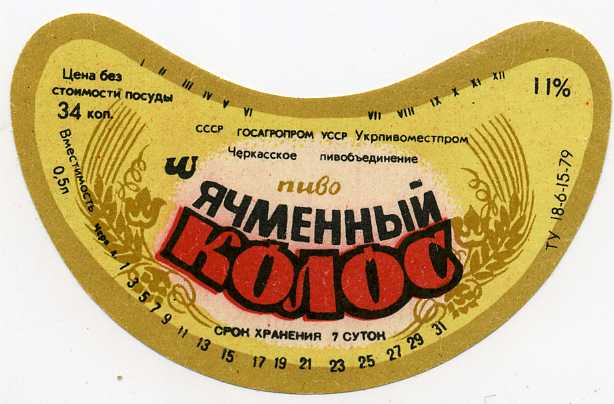 I II III IV V VI VII VIII IX X XI XII
Цена без
стоимости посуды
34 коп.
11%
СССР ГОСАГРОПРОМ УССР Укрпивоместпром
Черкасское пивобъединение
пиво
ЯЧМЕННЫЙ
КОЛОС
СРОК ХРАНЕНИЯ 7 СУТОК
Вместимость
0,5л
ТУ 18-6-15-79
1 3 5 7 9 11 13 15 17 19 21 23 25 27 29 31